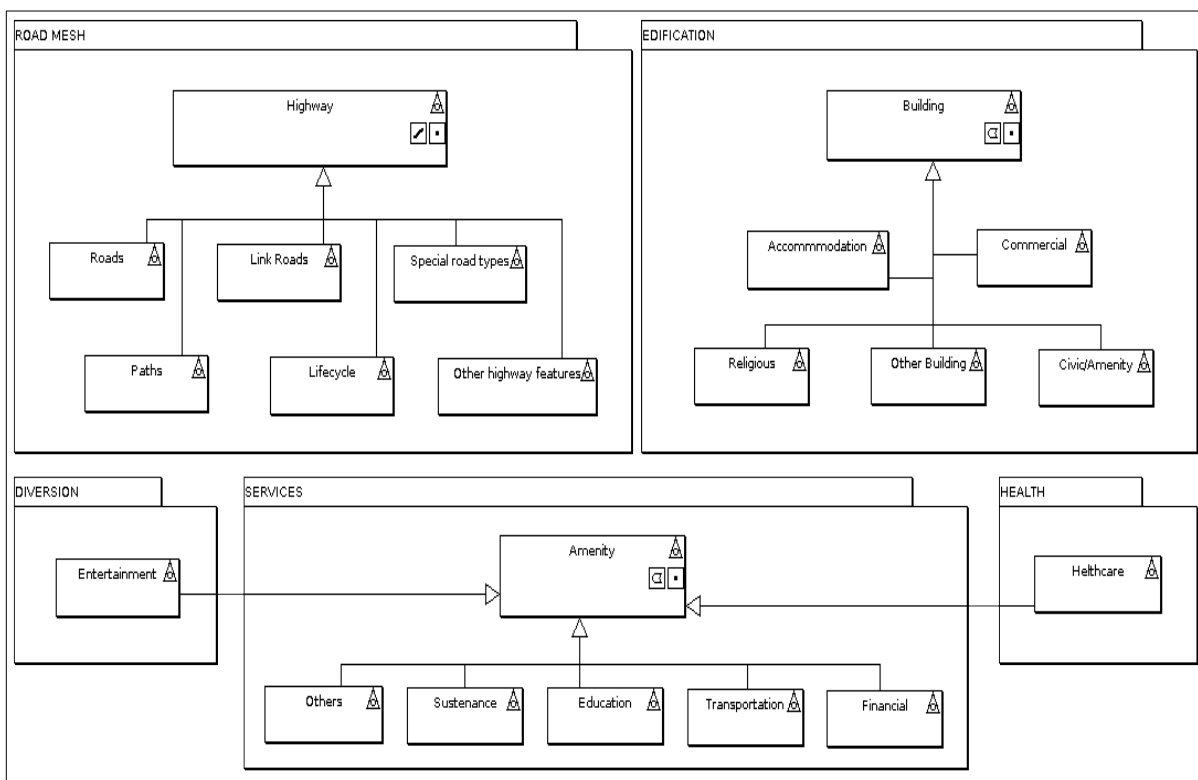 ROAD MESH
Highway
Roads
Link Roads
Special road types
Paths
Lifecycle
Other highway features
EDIFICATION
Building
Accommmodation
Commercial
Religious
Other Building
Civic/Amenity
DIVERSION
Entertainment
SERVICES
Amenity
Others
Sustenance
Education
Transportation
Financial
HEALTH
Helthcare